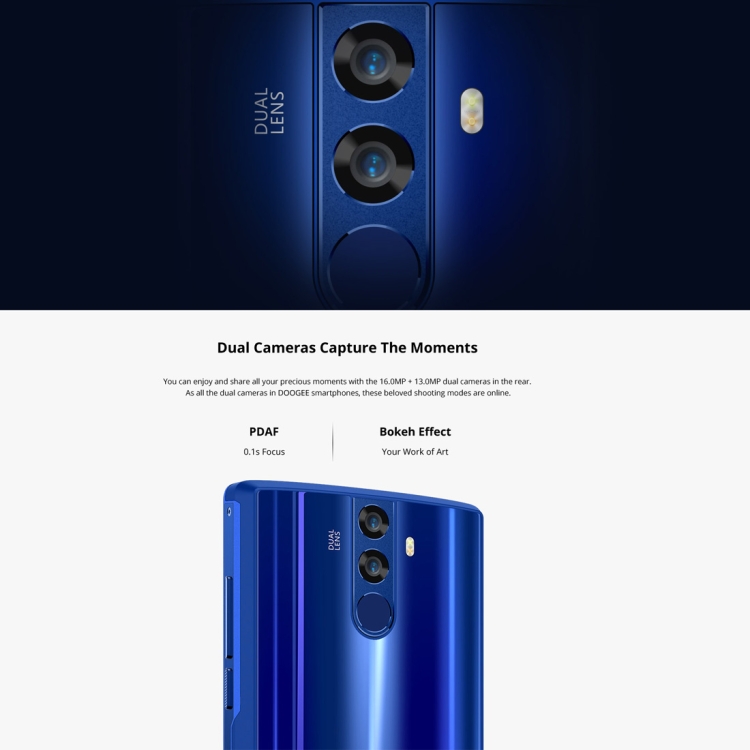 DUAL
LENS
Dual Cameras Capture The Moments
You can enjoy and share all your precious moments with the 16.0MP + 13.0MP dual cameras in the rear.
As all the dual cameras in DOOGEE smartphones, these beloved shooting modes are online.
PDAF
0.1s Focus
Bokeh Effect
Your Work of Art
DUAL
LENS